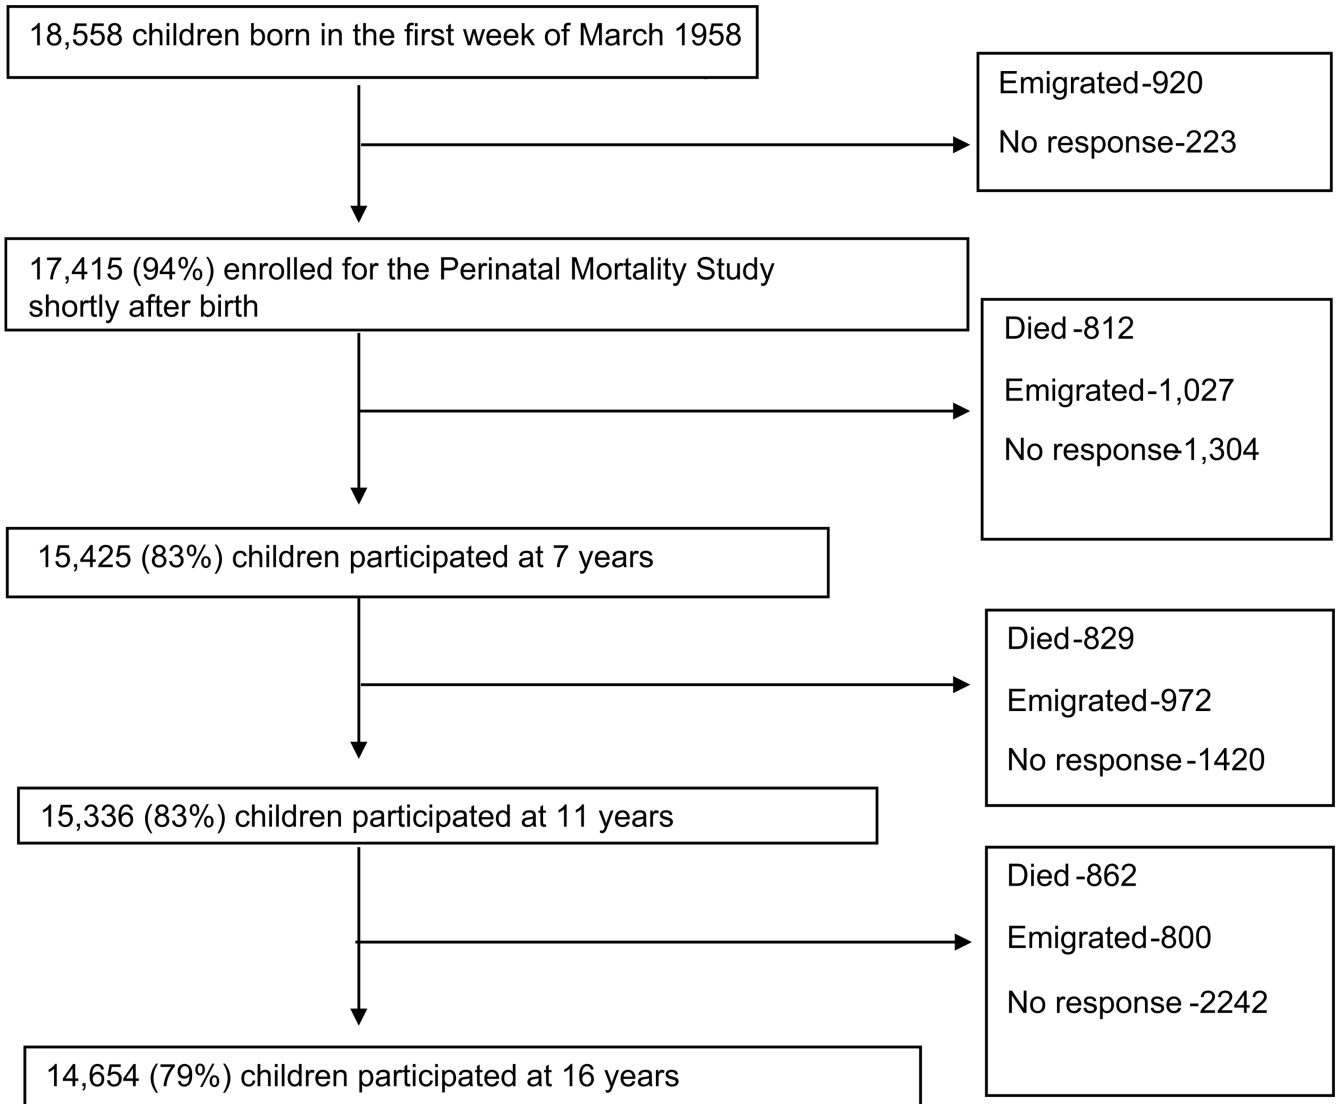 18,558 children born in the first week of March 1958
Emigrated-920
No response-223
17,415 (94%) enrolled for the Perinatal Mortality Study
shortly after birth
Died-812
Emigrated-1,027
No response-1,304
15,425 (83%) children participated at 7 years
Died-829
Emigrated-972
No response-1420
15,336 (83%) children participated at 11 years
Died-862
Emigrated-800
No response -2242
14,654 (79%) children participated at 16 years